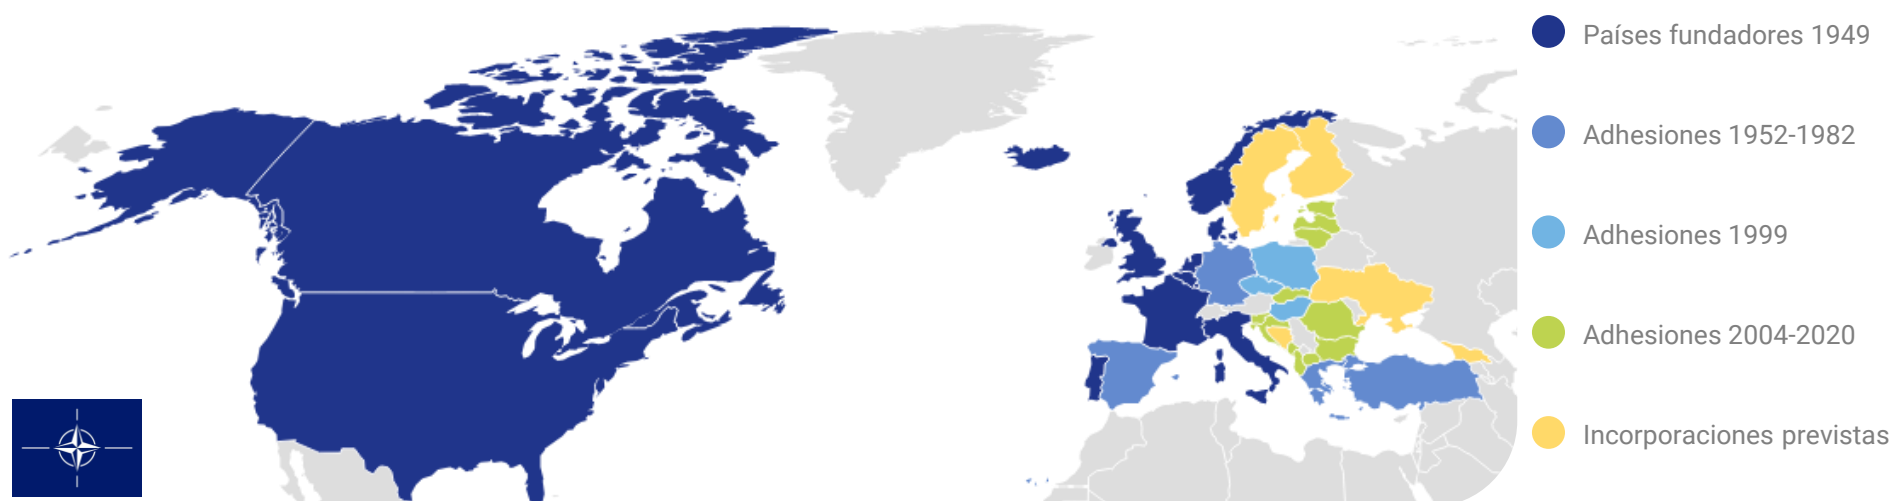 Países fundadores 1949
Adhesiones 1952-1982
Adhesiones 1999
Adhesiones 2004-2020
Incorporaciones previstas